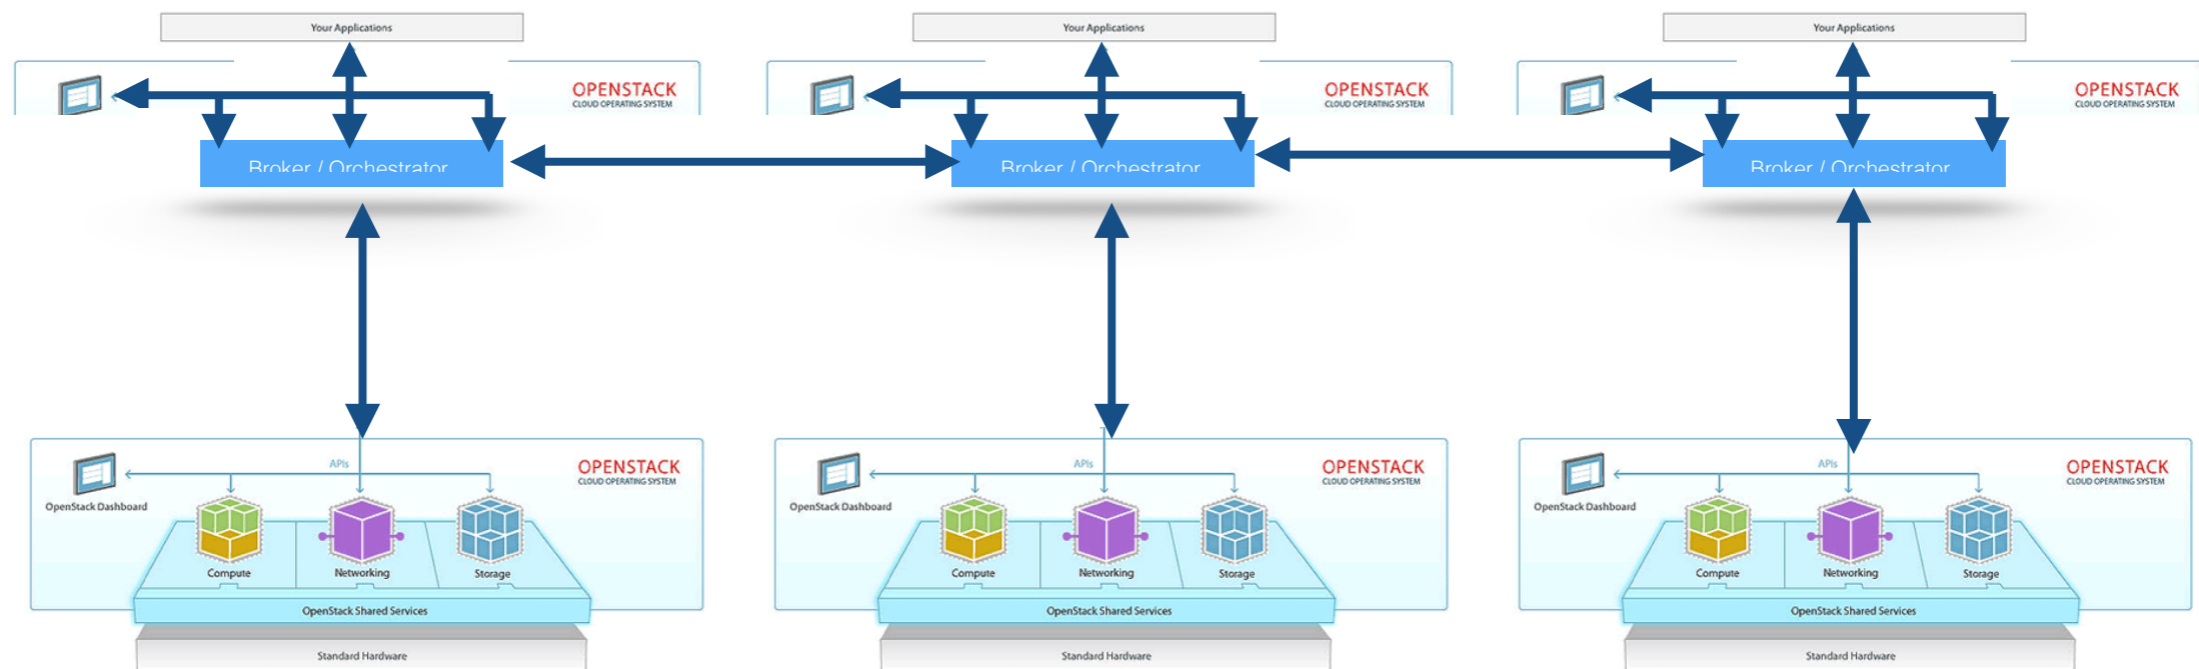 Your Applications
Your Applications
Your Applications
OPENSTACK
CLOUD OPERATING SYSTEM
OPENSTACK
CLOUD OPERATING SYSTEM
OPENSTACK
CLOUD OPERATING SYSTEM
Broker / Orchestrator
Broker / Orchestrator
Broker / Orchestrator
APIs
OPENSTACK
CLOUD OPERATING SYSTEM
OpenStack Dashboard
Compute
Networking
Storage
OpenStack Shared Services
Standard Hardware
APIs
OPENSTACK
CLOUD OPERATING SYSTEM
OpenStack Dashboard
Compute
Networking
Storage
OpenStack Shared Services
Standard Hardware
APIs
OPENSTACK
CLOUD OPERATING SYSTEM
OpenStack Dashboard
Compute
Networking
Storage
OpenStack Shared Services
Standard Hardware